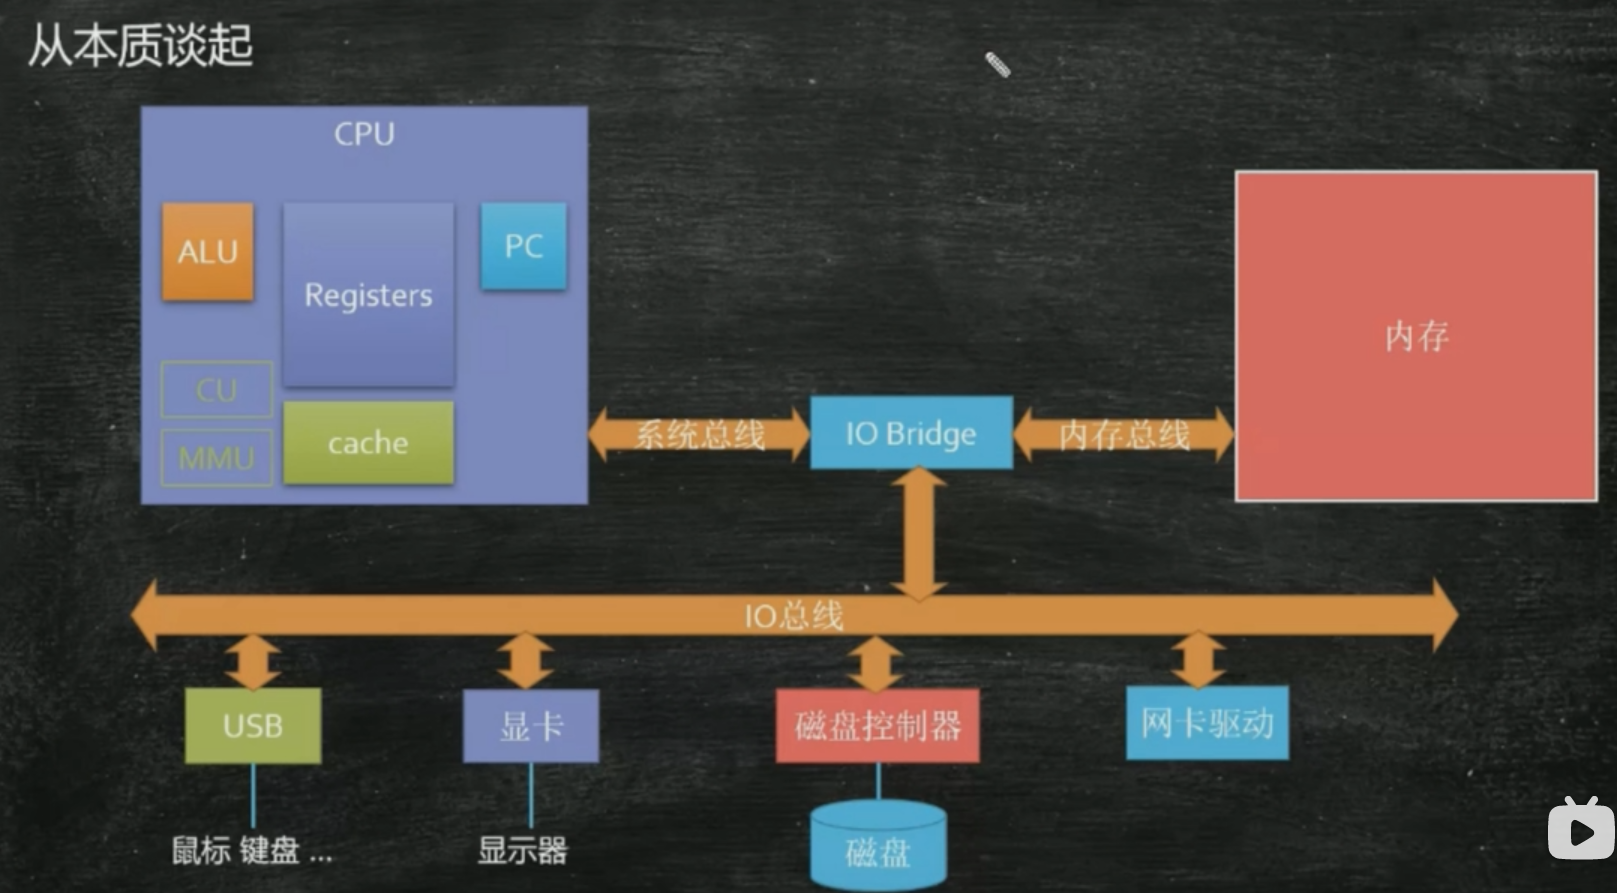 从本质谈起
CPU
ALU
Registers
PC
CU
MMU
cache
系统总线
IO Bridge
内存总线
内存
IO总线
USB
显卡
磁盘控制器
网卡驱动
鼠标 键盘 ...
显示器
磁盘